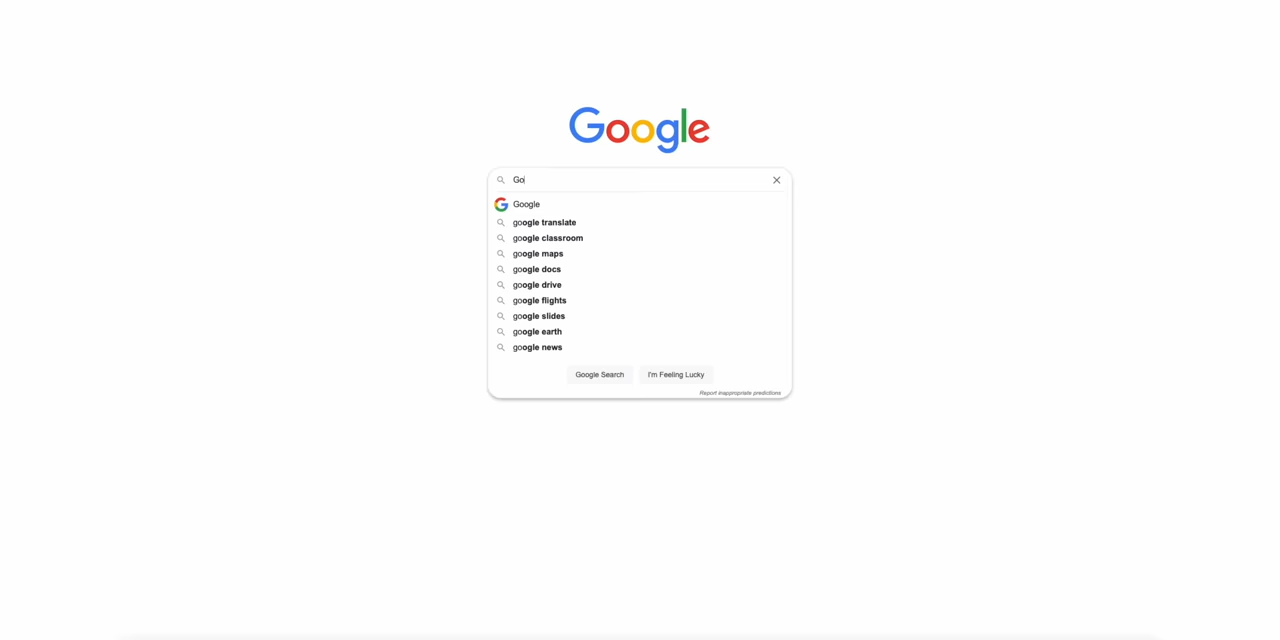 Google
Go
Google
google translate
google classroom
google maps
google docs
google drive
google flights
google slides
google earth
google news
Google Search
I'm Feeling Lucky
Report inappropriate predictions